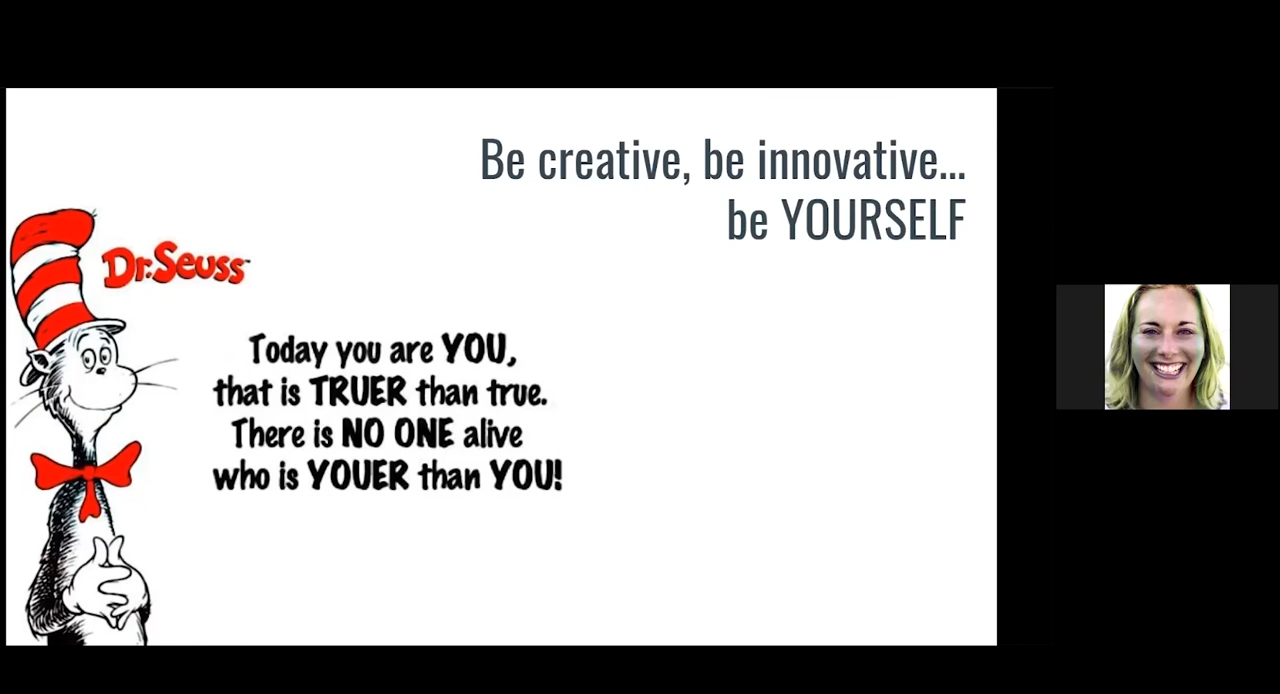 Be creative, be innovative...
be YOURSELF
Dr. Seuss
Today you are YOU,
that is TRUER than true.
There is NO ONE alive
who is YOUER than YOU!